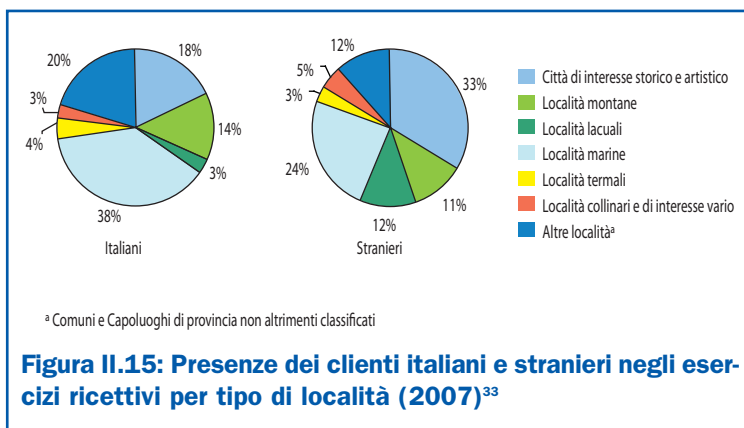 18%
14%
3%
38%
4%
3%
20%
Italiani
33%
11%
12%
24%
3%
5%
12%
Stranieri
Città di interesse storico e artistico
Località montane
Località lacuali
Località marine
Località termali
Località collinari e di interesse vario
Altre localitàᵃ
ᵃ Comuni e Capoluoghi di provincia non altrimenti classificati
Figura II.15: Presenze dei clienti italiani e stranieri negli eser-
cizi ricettivi per tipo di località (2007)³³